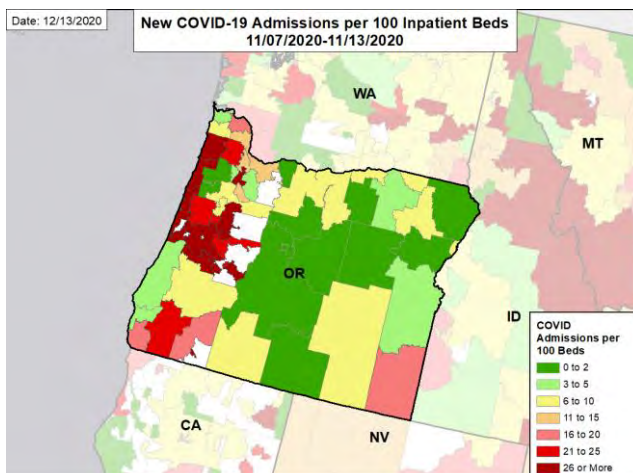 Date: 12/13/2020
New COVID-19 Admissions per 100 Inpatient Beds
11/07/2020-11/13/2020
WA
MT
OR
ID
CA
NV
COVID
Admissions per
100 Beds
0 to 2
3 to 5
6 to 10
11 to 15
16 to 20
21 to 25
26 or More